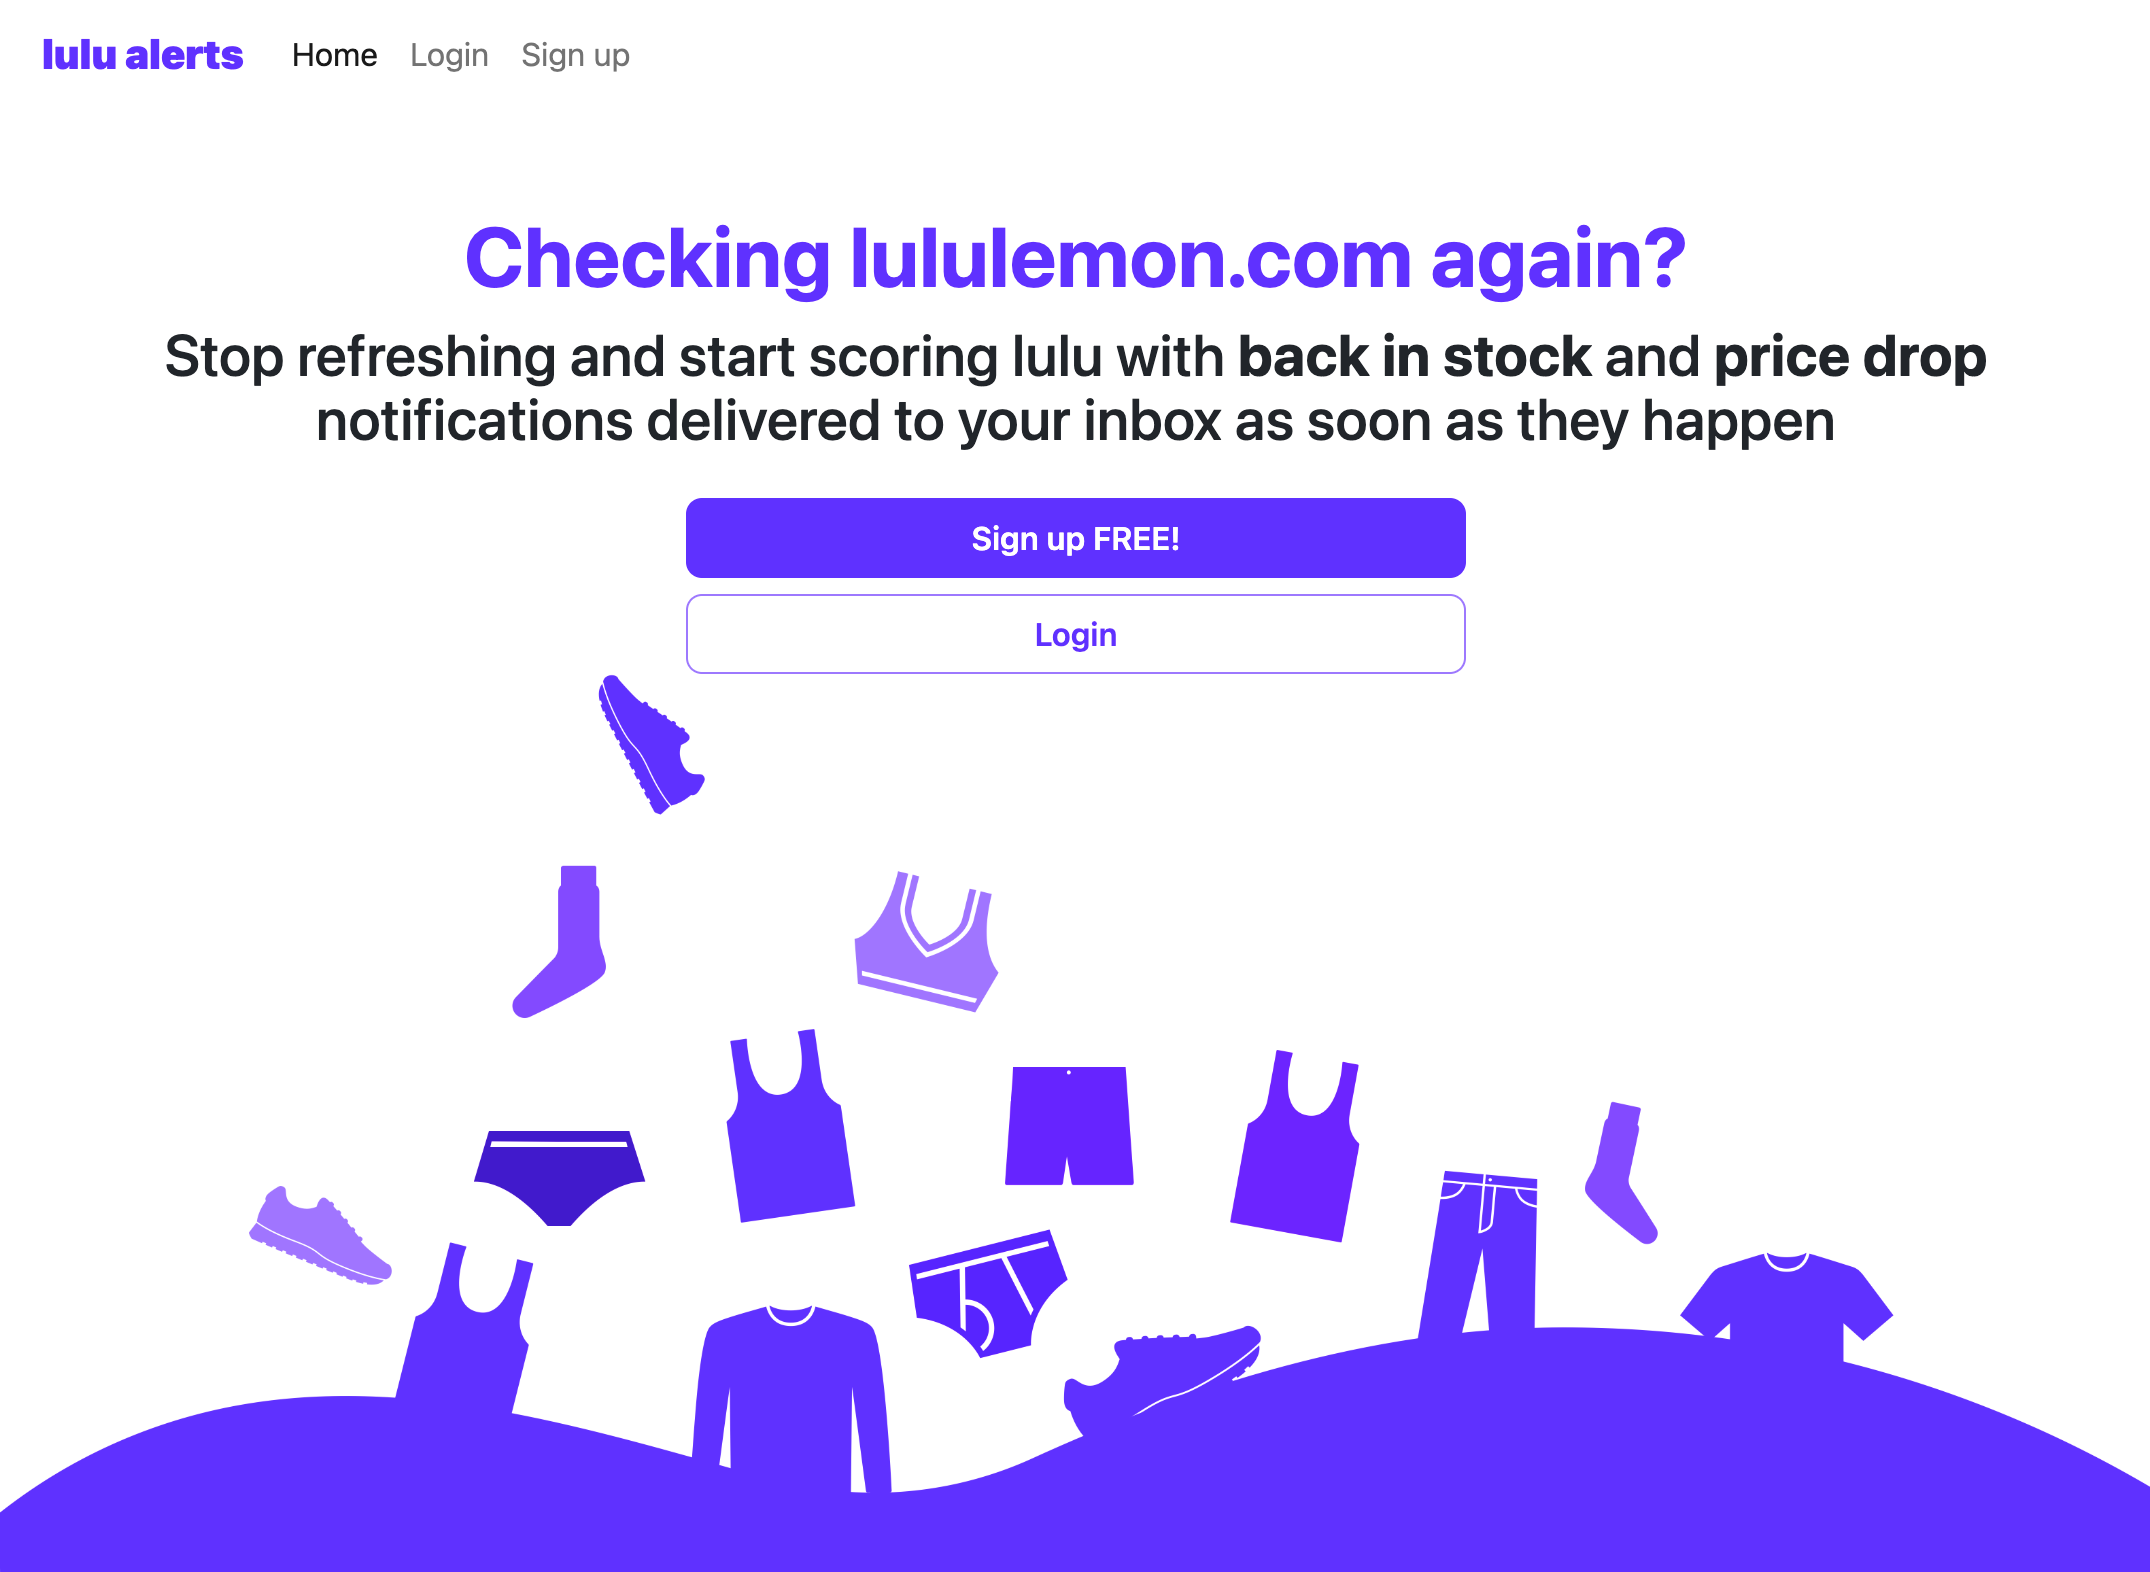 lulu alerts Home Login Sign up
Checking lululemon.com again?
Stop refreshing and start scoring lulu with back in stock and price drop
notifications delivered to your inbox as soon as they happen
Sign up FREE!
Login